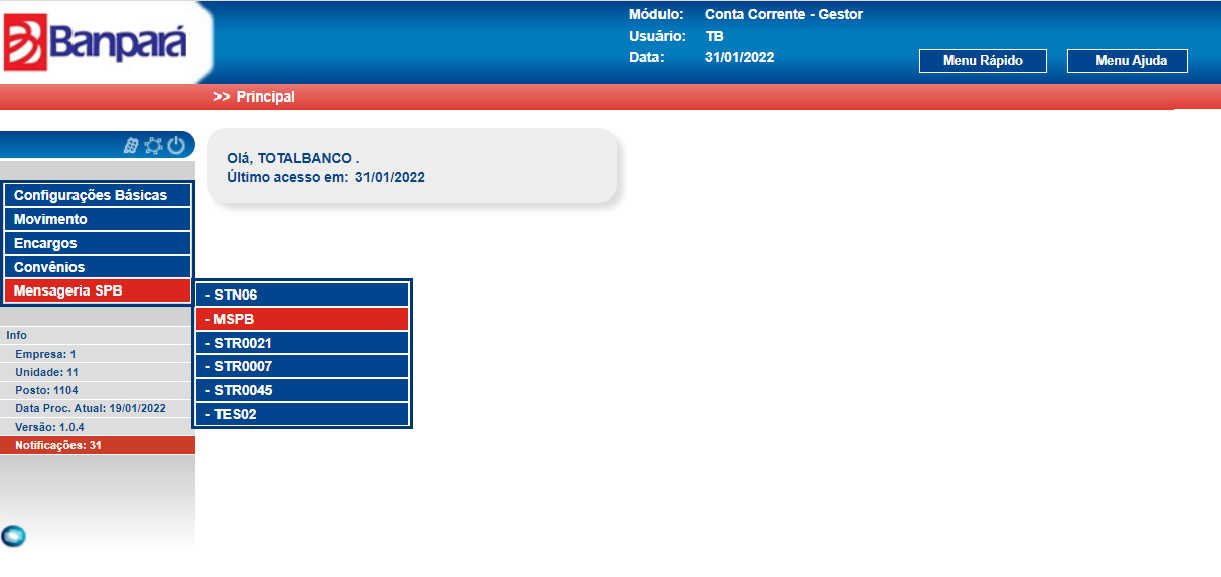 Banpará
Módulo: Conta Corrente - Gestor
Usuário: TB
Data: 31/01/2022
Menu Rápido
Menu Ajuda
>> Principal
Olá, TOTALBANCO .
Último acesso em: 31/01/2022
Configurações Básicas
Movimento
Encargos
Convênios
Mensageria SPB
- STN06
- MSPB
- STR0021
- STR0007
- STR0045
- TES02
Info
Empresa: 1
Unidade: 11
Posto: 1104
Data Proc. Atual: 19/01/2022
Versão: 1.0.4
Notificações: 31